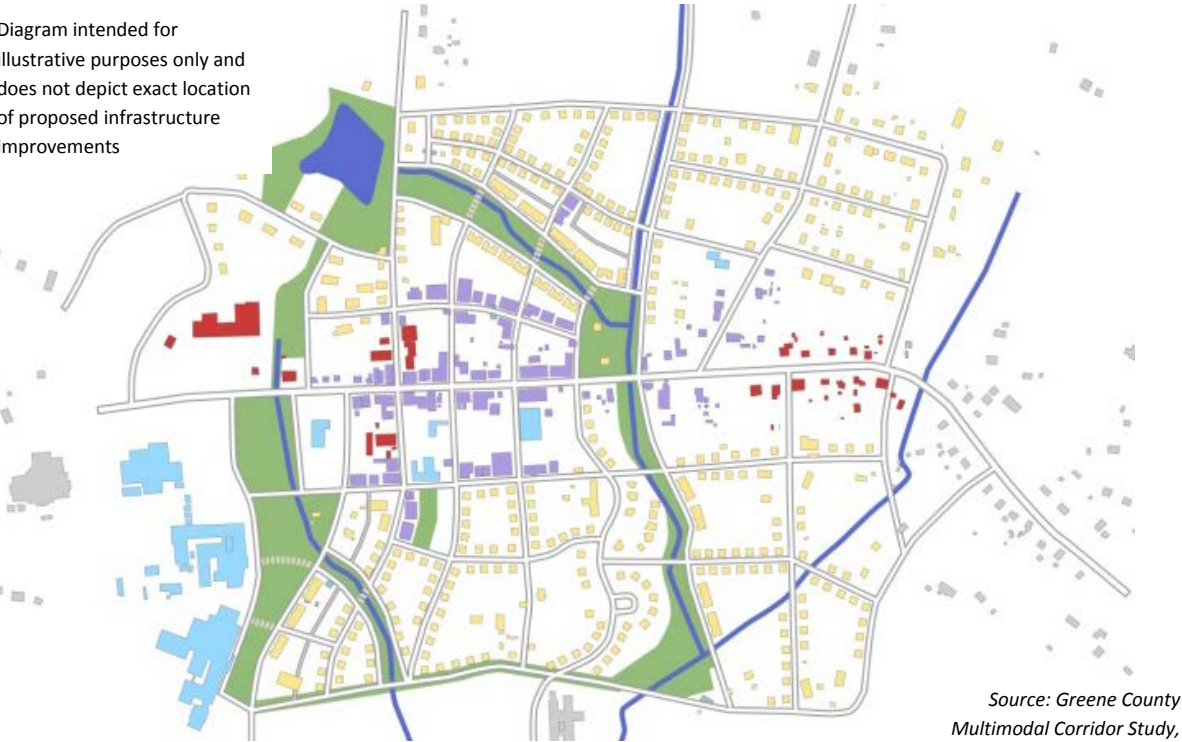 Diagram intended for
illustrative purposes only and
does not depict exact location
of proposed infrastructure
improvements
Source: Greene County
Multimodal Corridor Study,